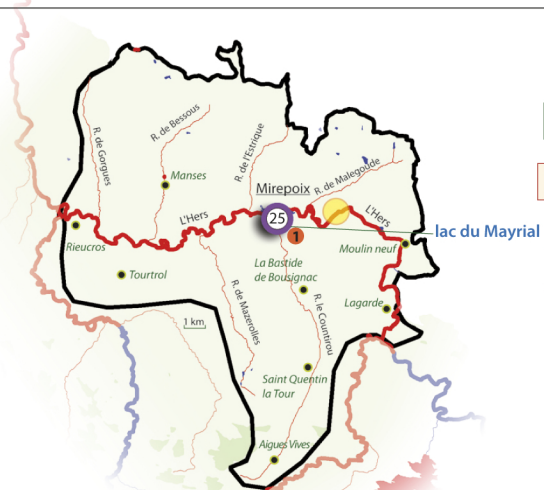 R. de Gorgues
R. de Bessous
R. de l'Estrique
Manses
Mirepoix
R. de Malegoude
L'Hers
25
L'Hers
1
lac du Mayrial
Rieucros
Moulin neuf
Tourtrol
La Bastide
de Bousignac
R. de Mazerolles
R. le Countirou
Lagarde
1 km
Saint Quentin
la Tour
Aigues Vives